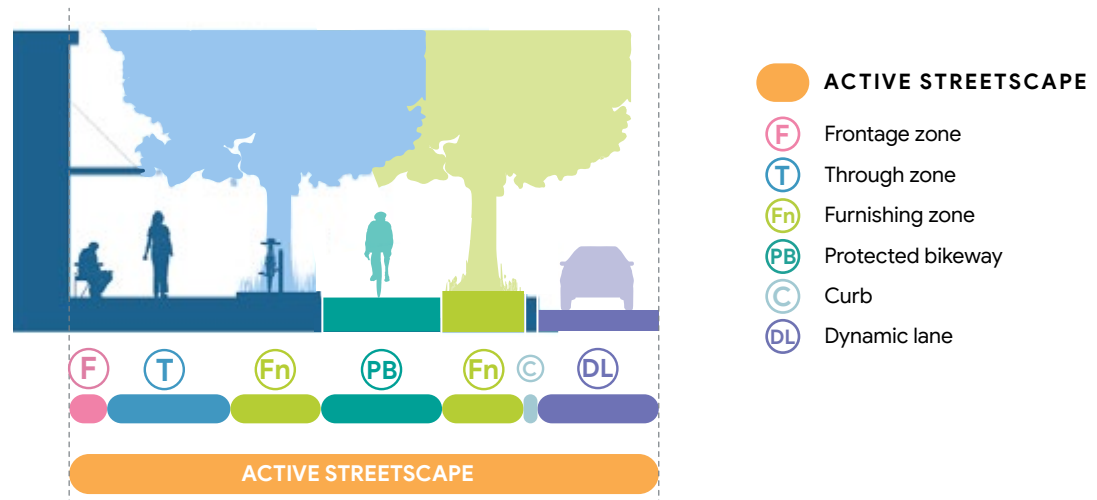 ACTIVE STREETSCAPE
F Frontage zone
T Through zone
Fn Furnishing zone
PB Protected bikeway
C Curb
DL Dynamic lane
F T Fn PB Fn C DL
ACTIVE STREETSCAPE